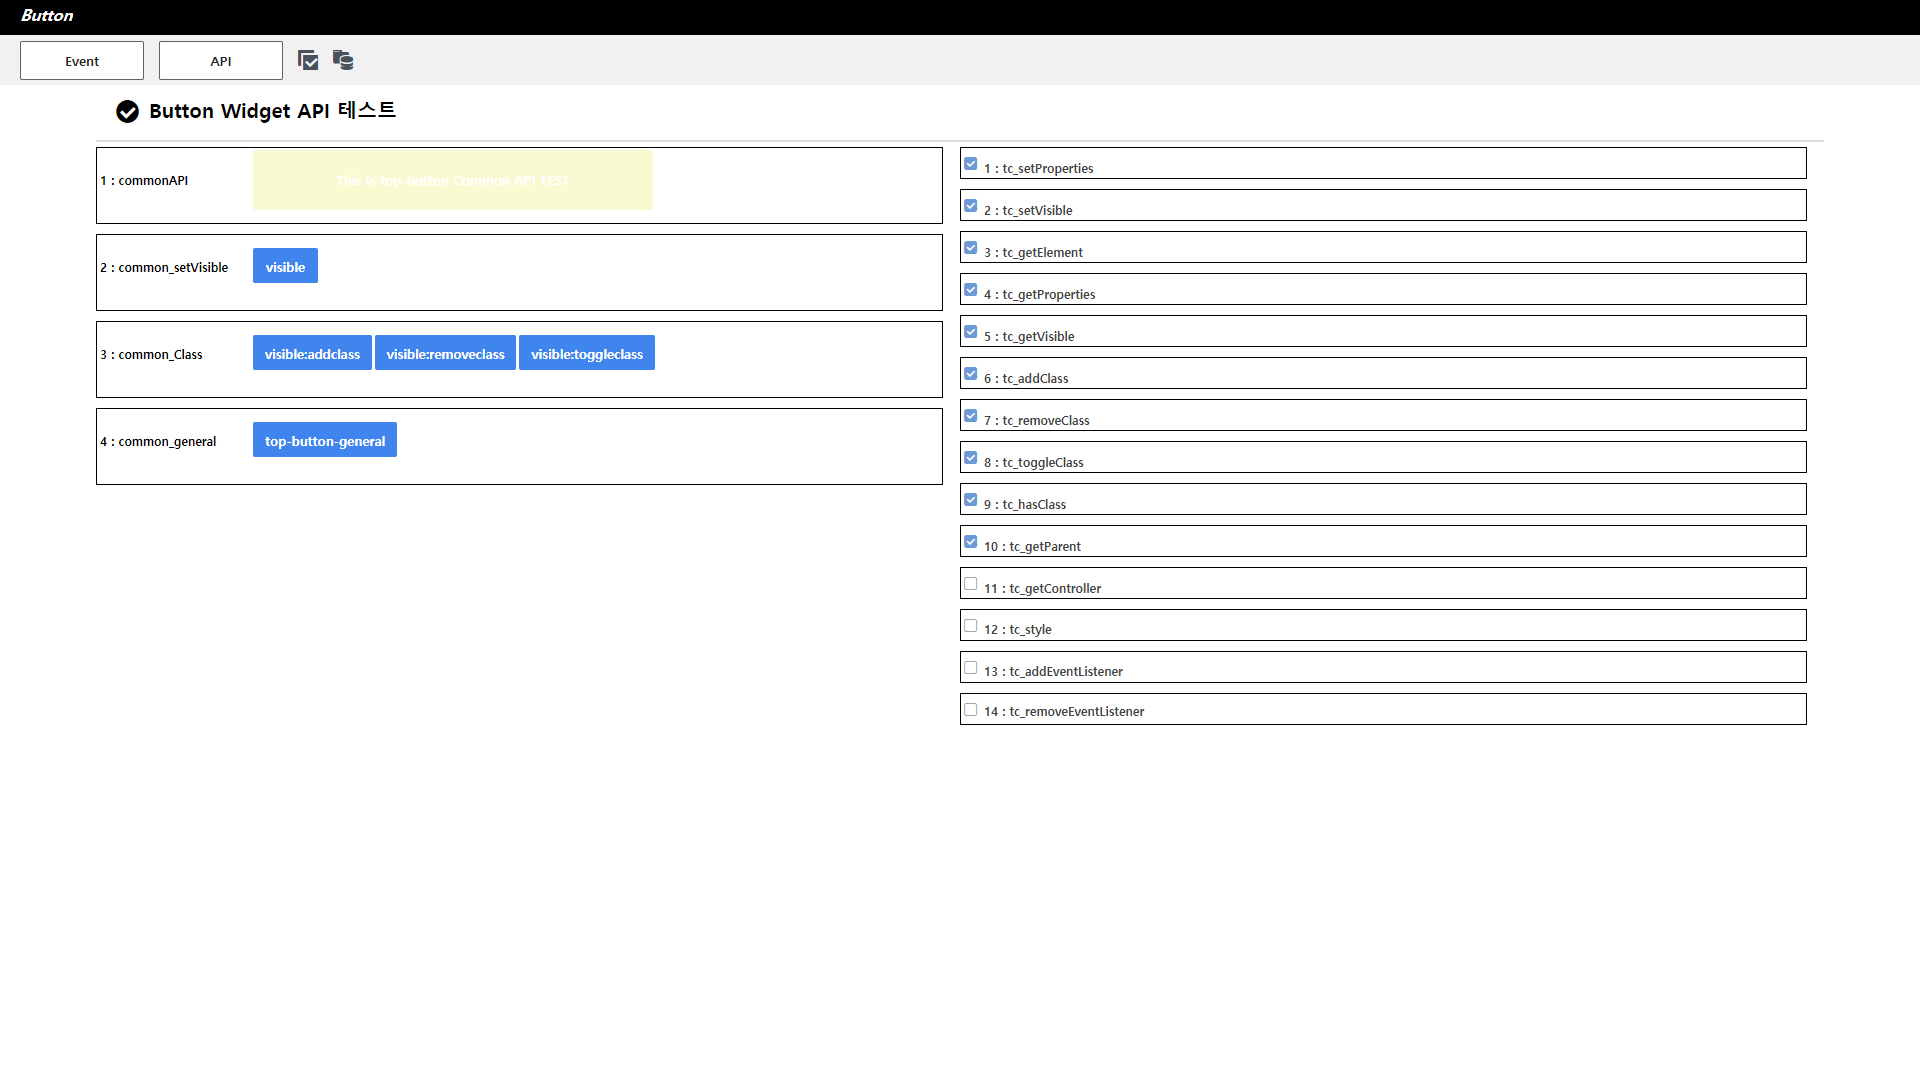 Button
Event
API
Button Widget API 테스트
1 : commonAPI
This is top-button Common API TEST
2 : common_setVisible
visible
3 : common_Class
visible:addclass
visible:removeclass
visible:toggleclass
4 : common_general
top-button-general
1 : tc_setProperties
2 : tc_setVisible
3 : tc_getElement
4 : tc_getProperties
5 : tc_getVisible
6 : tc_addClass
7 : tc_removeClass
8 : tc_toggleClass
9 : tc_hasClass
10 : tc_getParent
11 : tc_getController
12 : tc_style
13 : tc_addEventListener
14 : tc_removeEventListener